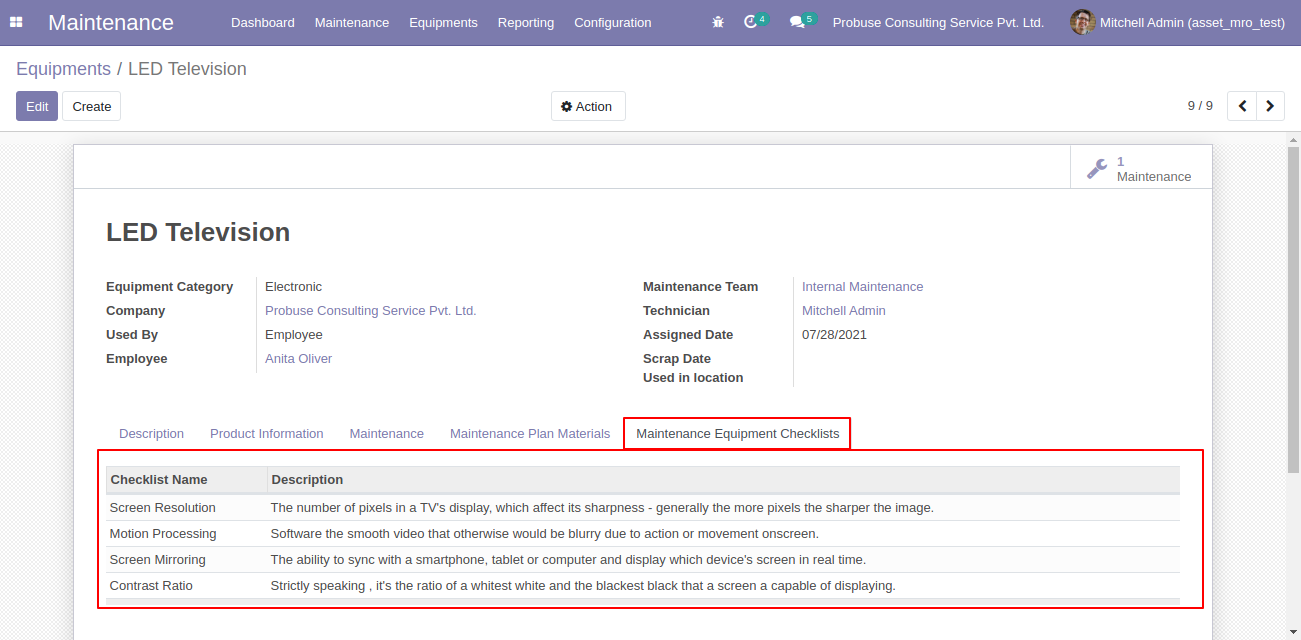 Maintenance Dashboard Maintenance Equipments Reporting Configuration 4 5 Probuse Consulting Service Pvt. Ltd. Mitchell Admin (asset_mro_test)
Equipments / LED Television
Edit Create Action 9 / 9
1
Maintenance
LED Television
Equipment Category Electronic
Company Probuse Consulting Service Pvt. Ltd.
Used By Employee
Employee Anita Oliver
Maintenance Team Internal Maintenance
Technician Mitchell Admin
Assigned Date 07/28/2021
Scrap Date
Used in location
Description Product Information Maintenance Maintenance Plan Materials Maintenance Equipment Checklists
Checklist Name Description
Screen Resolution The number of pixels in a TV's display, which affect its sharpness - generally the more pixels the sharper the image.
Motion Processing Software the smooth video that otherwise would be blurry due to action or movement onscreen.
Screen Mirroring The ability to sync with a smartphone, tablet or computer and display which device's screen in real time.
Contrast Ratio Strictly speaking , it's the ratio of a whitest white and the blackest black that a screen a capable of displaying.